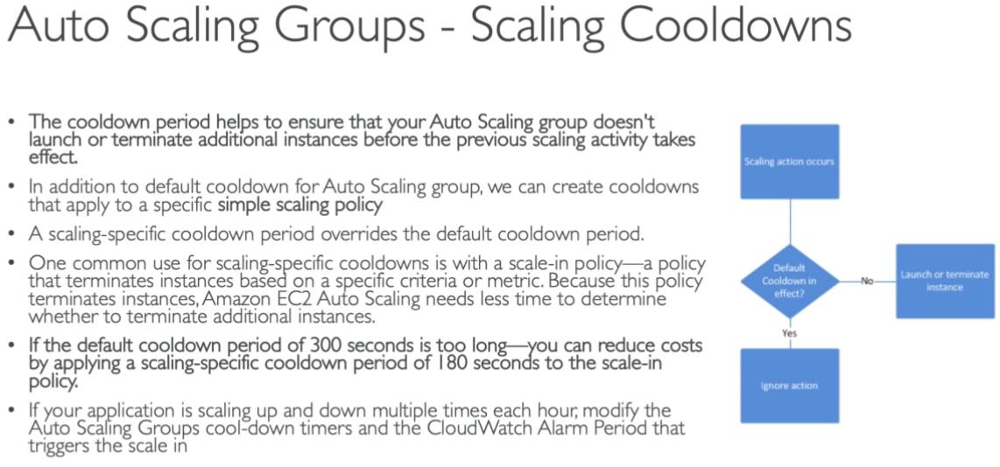 Auto Scaling Groups - Scaling Cooldowns
• The cooldown period helps to ensure that your Auto Scaling group doesn't
launch or terminate additional instances before the previous scaling activity takes
effect.
• In addition to default cooldown for Auto Scaling group, we can create cooldowns
that apply to a specific simple scaling policy
• A scaling-specific cooldown period overrides the default cooldown period.
• One common use for scaling-specific cooldowns is with a scale-in policy—a policy
that terminates instances based on a specific criteria or metric. Because this policy
terminates instances, Amazon EC2 Auto Scaling needs less time to determine
whether to terminate additional instances.
• If the default cooldown period of 300 seconds is too long—you can reduce costs
by applying a scaling-specific cooldown period of 180 seconds to the scale-in
policy.
• If your application is scaling up and down multiple times each hour, modify the
Auto Scaling Groups cool-down timers and the CloudWatch Alarm Period that
triggers the scale in
Scaling action occurs
Default
Cooldown in
effect?
No
Launch or terminate
instance
Yes
Ignore action